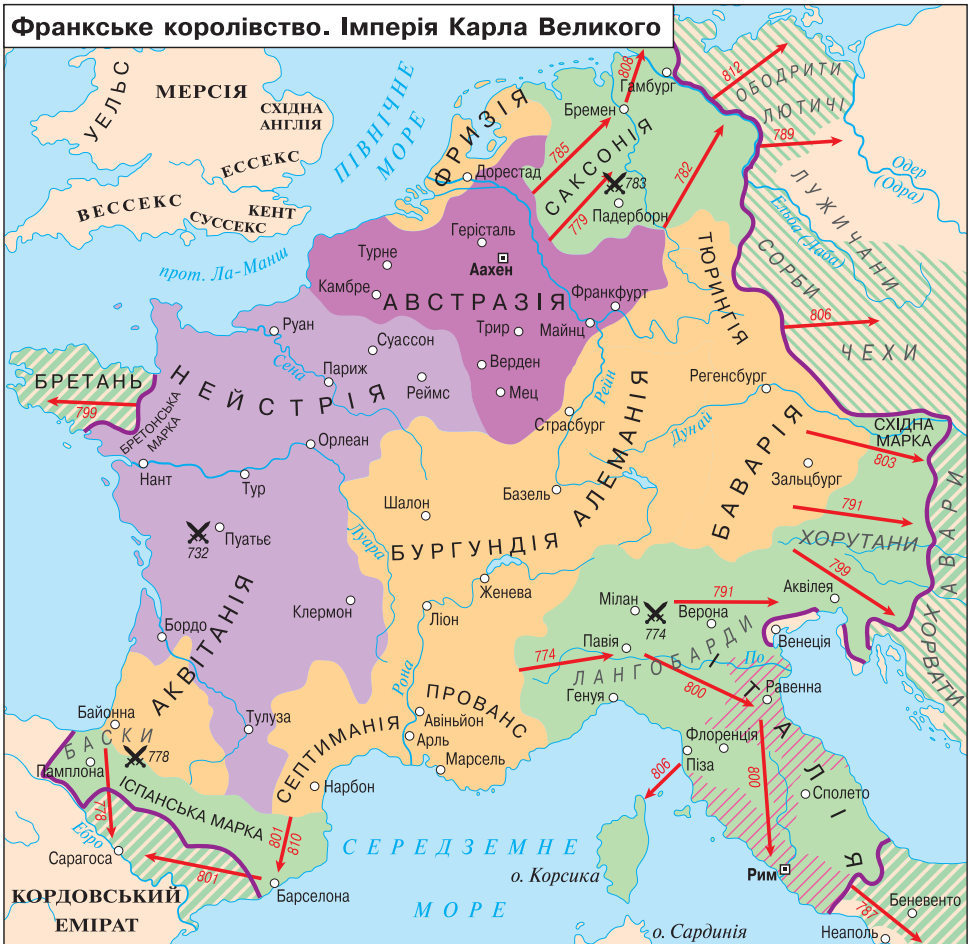 Франкське королівство. Імперія Карла Великого
УЕЛЬС
МЕРСІЯ
СХІДНА
АНГЛІЯ
ЕССЕКС
ВЕССЕКС
КЕНТ
СУССЕКС
ПІВНІЧНЕ
МОРЕ
прот. Ла-Манш
ФРИЗІЯ
Дорестад
808
Гамбург
Бремен
САКСОНІЯ
785
779
783
782
Падерборн
812
ОБОДРИТИ
ЛЮТИЧІ
789
Одер
(Одра)
ЛУЖИЧАНИ
Ельба (Лаба)
СОРБИ
806
ЧЕХИ
Герісталь
Турне
Аахен
Камбре
АВСТРАЗІЯ
Франкфурт
Трир
Майнц
ТЮРИНГІЯ
Руан
Суассон
Сена
Париж
Верден
Реймс
Мец
Рейн
Регенсбург
БРЕТАНЬ
799
БРЕТОНСЬКА
МАРКА
НЕЙСТРІЯ
Страсбург
Дунай
СХІДНА
МАРКА
803
Орлеан
Нант
Тур
АЛЕМАНІЯ
БАВАРІЯ
Зальцбург
Базель
Шалон
791
АВАРИ
732
Пуатьє
Луара
БУРГУНДІЯ
ХОРУТАНИ
799
Женева
Клермон
Ліон
Мілан
774
Верона
791
Аквілея
ХОРВАТИ
Бордо
АКВІТАНІЯ
Павія
774
ЛАНГОБАРДИ
Венеція
По
Рона
ПРОВАНС
Генуя
800
Равенна
ІТАЛІЯ
Байонна
БАСКИ
778
Памплона
Тулуза
СЕПТИМАНІЯ
Авіньйон
Арль
Марсель
Флоренція
Піза
800
806
Нарбон
ІСПАНСЬКА МАРКА
778
801
810
Сполето
Ебро
Сарагоса
801
Барселона
СЕРЕДЗЕМНЕ
МОРЕ
о. Корсика
Рим
КОРДОВСЬКИЙ
ЕМІРАТ
787
Беневенто
Неаполь
о. Сардинія